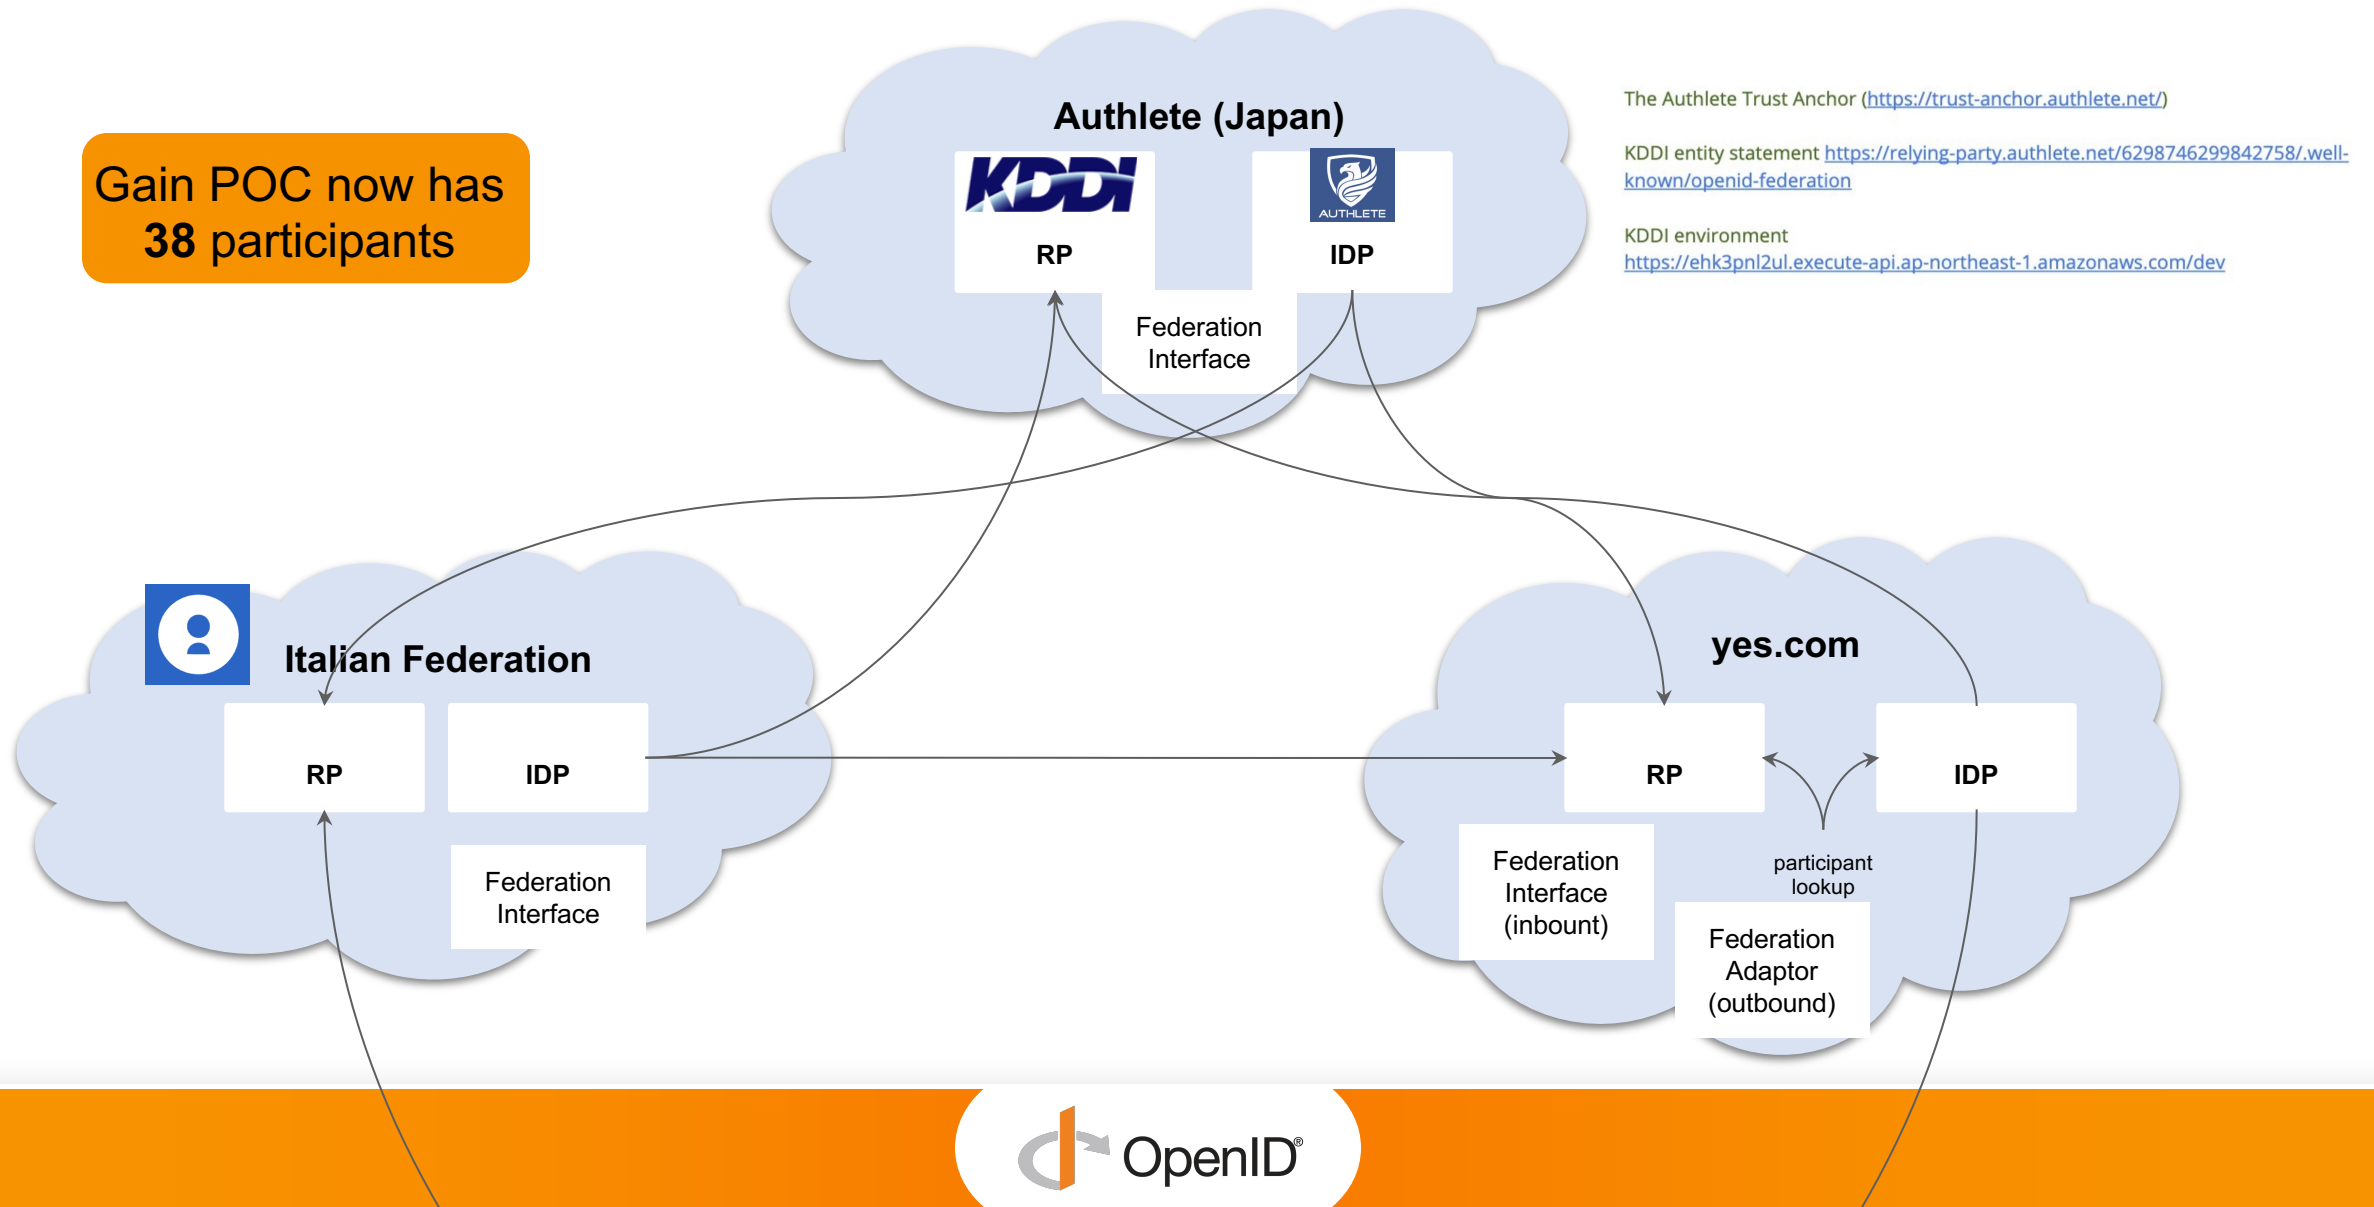 Gain POC now has
38 participants
Authlete (Japan)
KDDI
RP
AUTHLETE
IDP
Federation
Interface
The Authlete Trust Anchor (https://trust-anchor.authlete.net/)
KDDI entity statement https://relying-party.authlete.net/6298746299842758/.well-
known/openid-federation
KDDI environment
https://ehk3pnl2ul.execute-api.ap-northeast-1.amazonaws.com/dev
Italian Federation
RP
IDP
Federation
Interface
yes.com
RP
IDP
participant
lookup
Federation
Interface
(inbount)
Federation
Adaptor
(outbound)
OpenID®